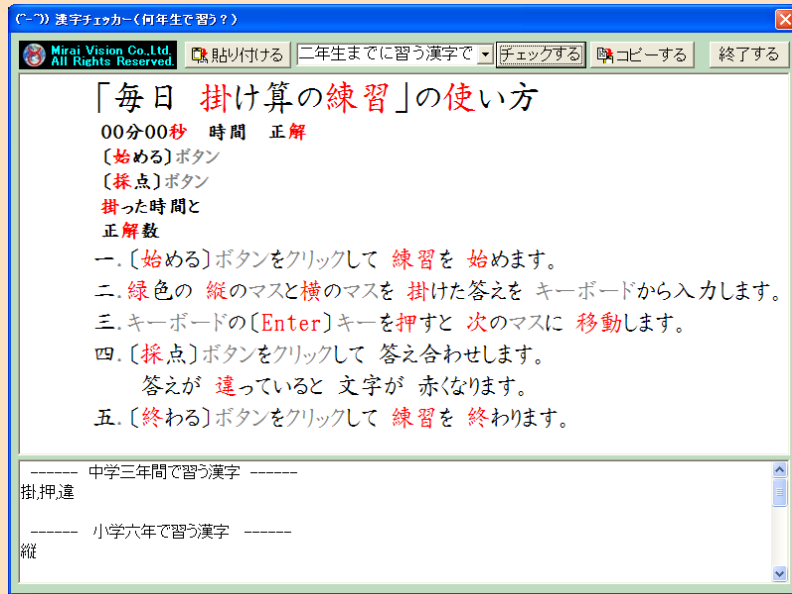 (^-^)) 漢字チェッカー(何年生で習う?)
Mirai Vision Co.,Ltd.
All Rights Reserved.
貼り付ける 二年生までに習う漢字で チェックする コピーする 終了する
「毎日 掛け算の練習」の使い方
00分00秒 時間 正解
〔始める〕ボタン
〔採点〕ボタン
掛った時間と
正解数
一.〔始める〕ボタンをクリックして 練習を 始めます。
二.緑色の 縦のマスと横のマスを 掛けた答えを キーボードから入力します。
三.キーボードの〔Enter〕キーを押すと 次のマスに 移動します。
四.〔採点〕ボタンをクリックして 答え合わせします。
答えが 違っていると 文字が 赤くなります。
五.〔終わる〕ボタンをクリックして 練習を 終わります。
------ 中学三年間で習う漢字 ------
掛,押,違
------ 小学六年で習う漢字 ------
縦